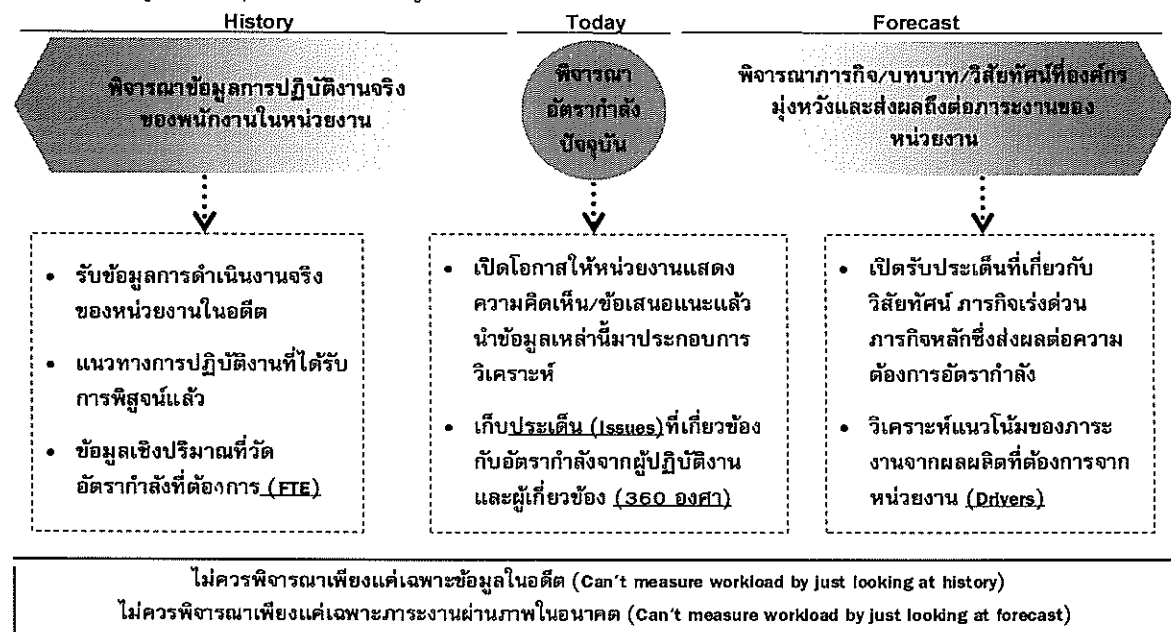 History
Today
Forecast
พิจารณาข้อมูลการปฏิบัติงานจริง
ของพนักงานในหน่วยงาน
พิจารณา
อัตรากำลัง
ปัจจุบัน
พิจารณาภารกิจ/บทบาท/วิสัยทัศน์ที่องค์กร
มุ่งหวังและส่งผลถึงต่อภาระงานของ
หน่วยงาน
• รับข้อมูลการดำเนินงานจริง
ของหน่วยงานในอดีต
• แนวทางการปฏิบัติงานที่ได้รับ
การพิสูจน์แล้ว
• ข้อมูลเชิงปริมาณที่วัด
อัตรากำลังที่ต้องการ (FTE)
• เปิดโอกาสให้หน่วยงานแสดง
ความคิดเห็น/ข้อเสนอแนะแล้ว
นำข้อมูลเหล่านี้มาประกอบการ
วิเคราะห์
• เก็บประเด็น (Issues)ที่เกี่ยวข้อง
กับอัตรากำลังจากผู้ปฏิบัติงาน
และผู้เกี่ยวข้อง (360 องศา)
• เปิดรับประเด็นที่เกี่ยวกับ
วิสัยทัศน์ ภารกิจเร่งด่วน
ภารกิจหลักซึ่งส่งผลต่อความ
ต้องการอัตรากำลัง
• วิเคราะห์แนวโน้มของภาระ
งานจากผลผลิตที่ต้องการจาก
หน่วยงาน (Drivers)
ไม่ควรพิจารณาเพียงแค่เฉพาะข้อมูลในอดีต (Can't measure workload by just looking at history)
ไม่ควรพิจารณาเพียงแค่เฉพาะภาระงานผ่านภาพในอนาคต (Can't measure workload by just looking at forecast)